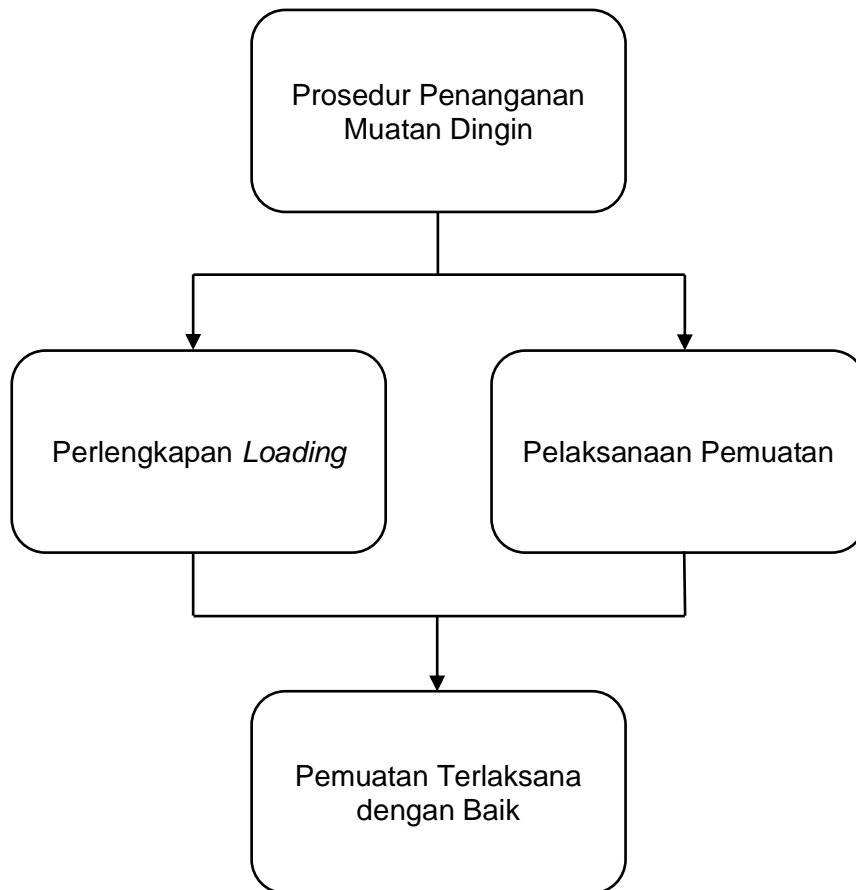 Prosedur Penanganan
Muatan Dingin
Perlengkapan Loading
Pelaksanaan Pemuatan
Pemuatan Terlaksana
dengan Baik